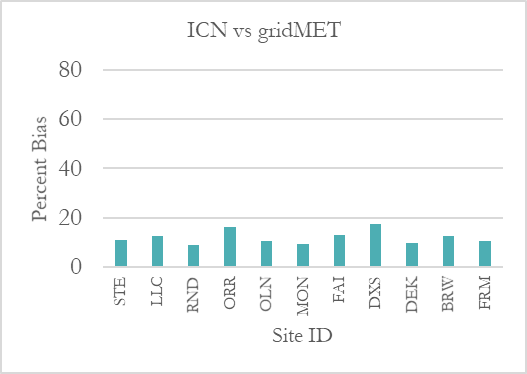 ICN vs gridMET
80
60
40
20
0
Percent Bias
STE
LLC
RND
ORR
OLN
MON
FAI
DXS
DEK
BRW
FRM
Site ID